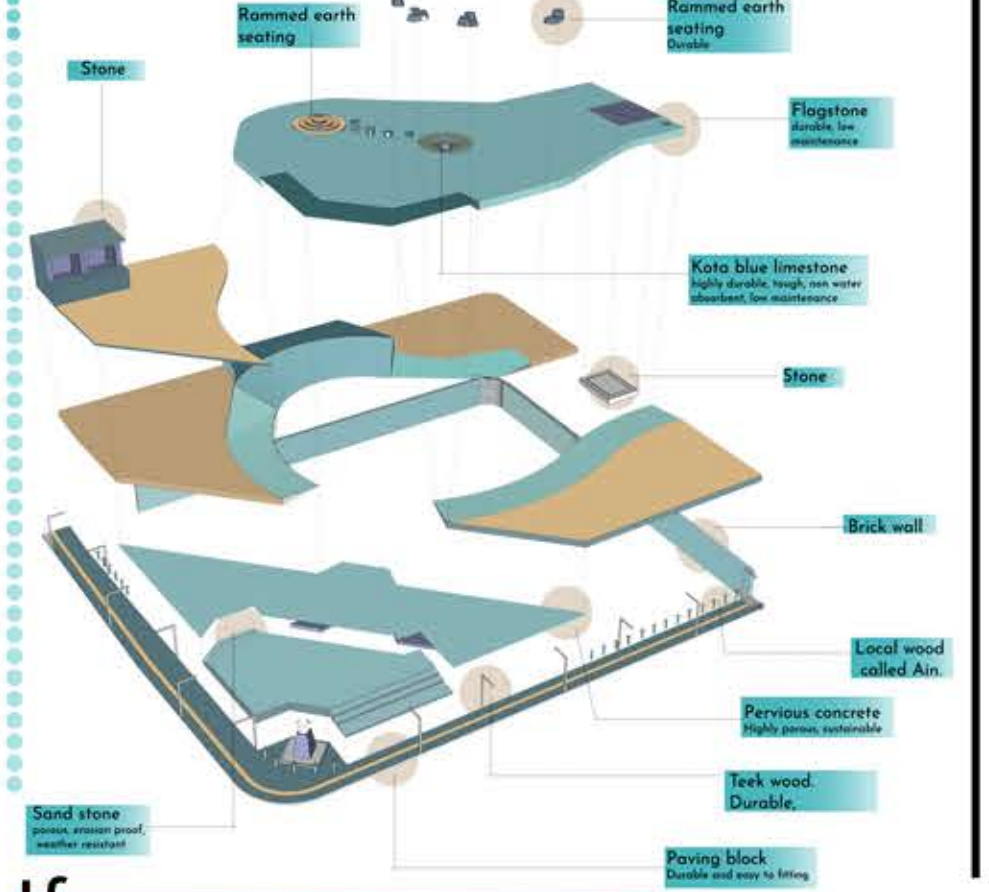 Rammed earth
seating
Rammed earth
seating
Durable
Stone
Flagstone
durable, low
maintenance
Kota blue limestone
highly durable, tough, non water
absorbent, low maintenance
Stone
Brick wall
Local wood
called Ain.
Pervious concrete
Highly porous, sustainable
Teek wood.
Durable,
Sand stone
porous, erosion proof,
weather resistant
Paving block
Durable and easy to fitting